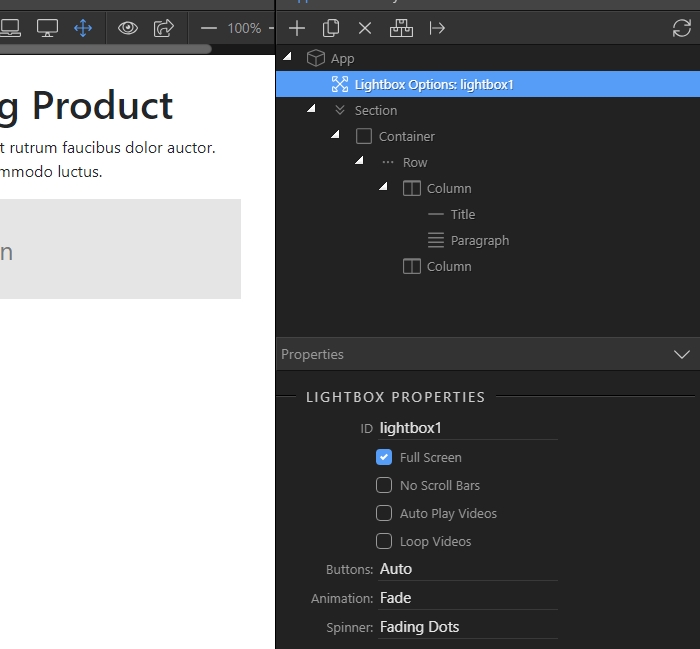 100%
g Product
t rutrum faucibus dolor auctor.
mmodo luctus.
n
App
Lightbox Options: lightbox1
Section
Container
Row
Column
Title
Paragraph
Column
Properties
LIGHTBOX PROPERTIES
ID lightbox1
Full Screen
No Scroll Bars
Auto Play Videos
Loop Videos
Buttons: Auto
Animation: Fade
Spinner: Fading Dots